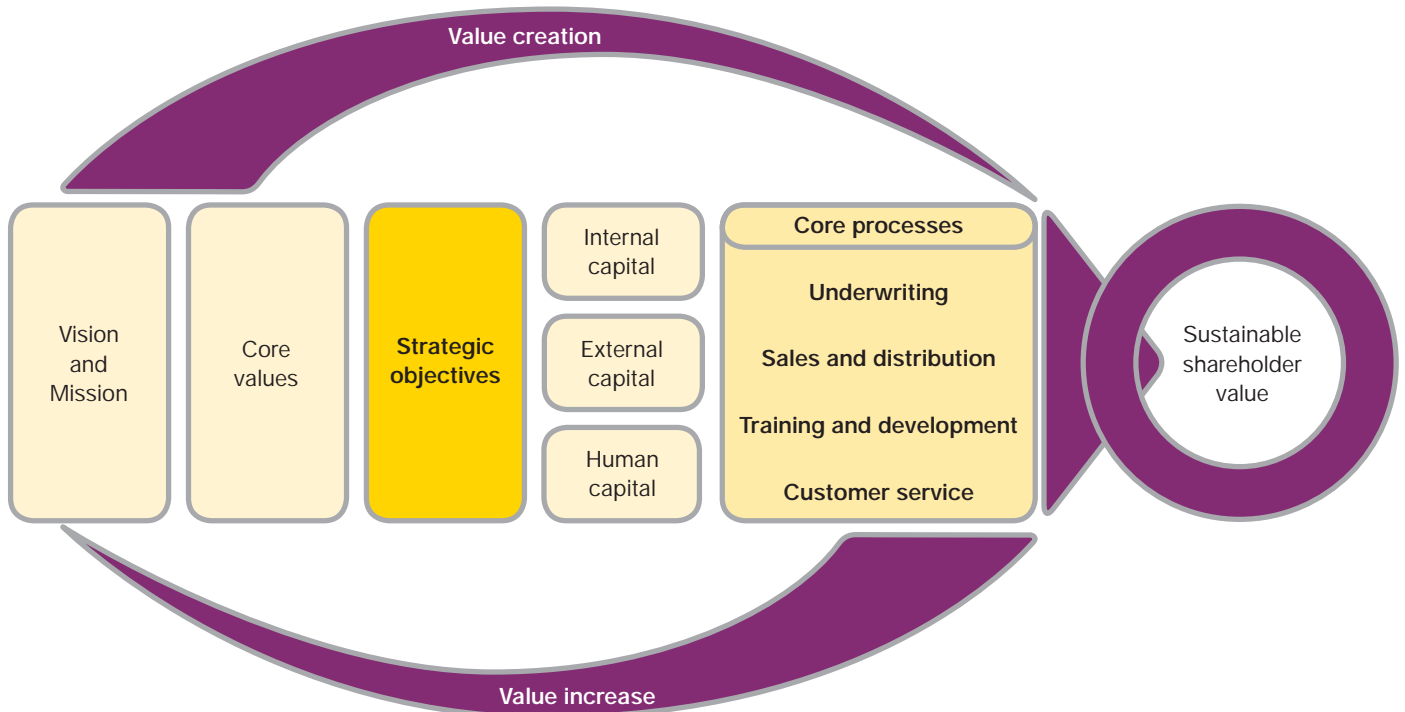 Value creation
Vision
and
Mission
Core
values
Strategic
objectives
Internal
capital
External
capital
Human
capital
Core processes
Underwriting
Sales and distribution
Training and development
Customer service
Sustainable
shareholder
value
Value increase